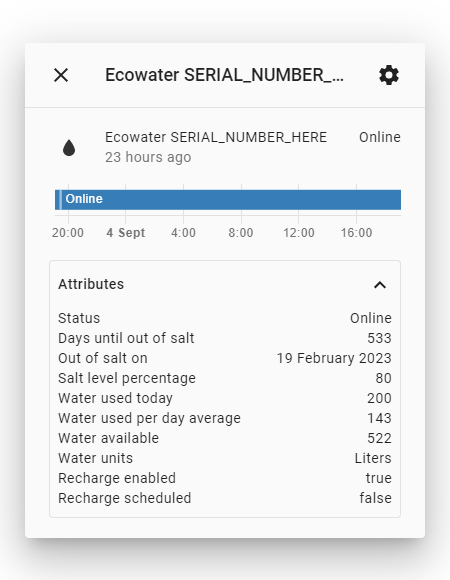 Ecowater SERIAL_NUMBER_...
Ecowater SERIAL_NUMBER_HERE Online
23 hours ago
Online
20:00 4 Sept 4:00 8:00 12:00 16:00
Attributes
Status Online
Days until out of salt 533
Out of salt on 19 February 2023
Salt level percentage 80
Water used today 200
Water used per day average 143
Water available 522
Water units Liters
Recharge enabled true
Recharge scheduled false